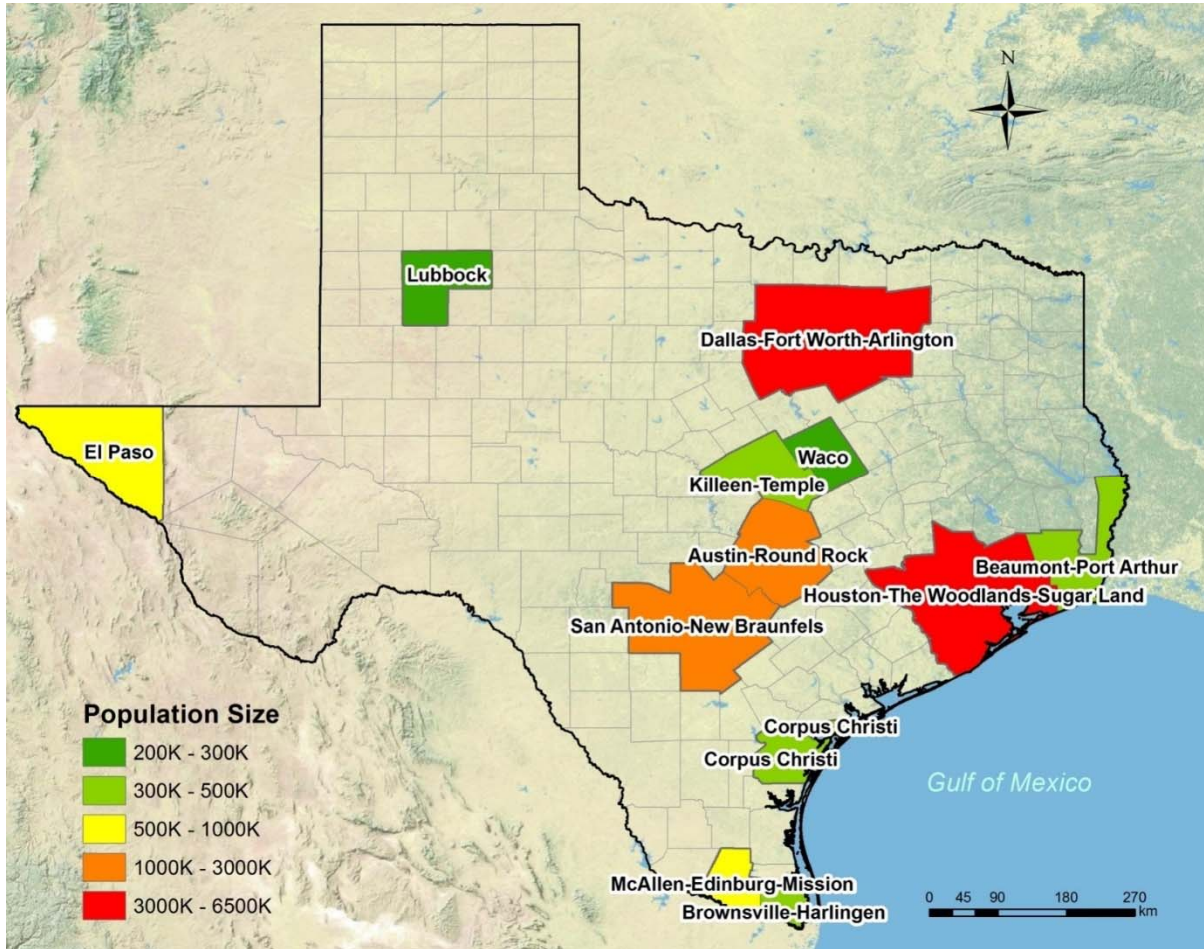 N
Lubbock
Dallas-Fort Worth-Arlington
El Paso
Waco
Killeen-Temple
Austin-Round Rock
Beaumont-Port Arthur
Houston-The Woodlands-Sugar Land
San Antonio-New Braunfels
Corpus Christi
Corpus Christi
Gulf of Mexico
McAllen-Edinburg-Mission
Brownsville-Harlingen
Population Size
200K - 300K
300K - 500K
500K - 1000K
1000K - 3000K
3000K - 6500K
0 45 90 180 270
km